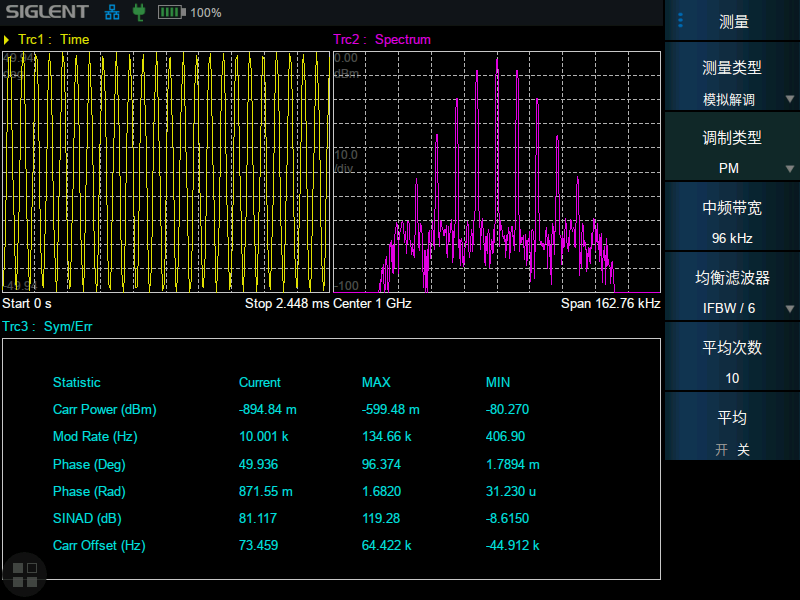 SIGLENT 100%
Trc1 : Time
Trc2 : Spectrum
0.00
dBm
10.0
/div
-100
Start 0 s
Stop 2.448 ms
Center 1 GHz
Span 162.76 kHz
Trc3 : Sym/Err
Statistic Current MAX MIN
Carr Power (dBm) -894.84 m -599.48 m -80.270
Mod Rate (Hz) 10.001 k 134.66 k 406.90
Phase (Deg) 49.936 96.374 1.7894 m
Phase (Rad) 871.55 m 1.6820 31.230 u
SINAD (dB) 81.117 119.28 -8.6150
Carr Offset (Hz) 73.459 64.422 k -44.912 k
测量
测量类型
模拟解调
调制类型
PM
中频带宽
96 kHz
均衡滤波器
IFBW / 6
平均次数
10
平均
开 关